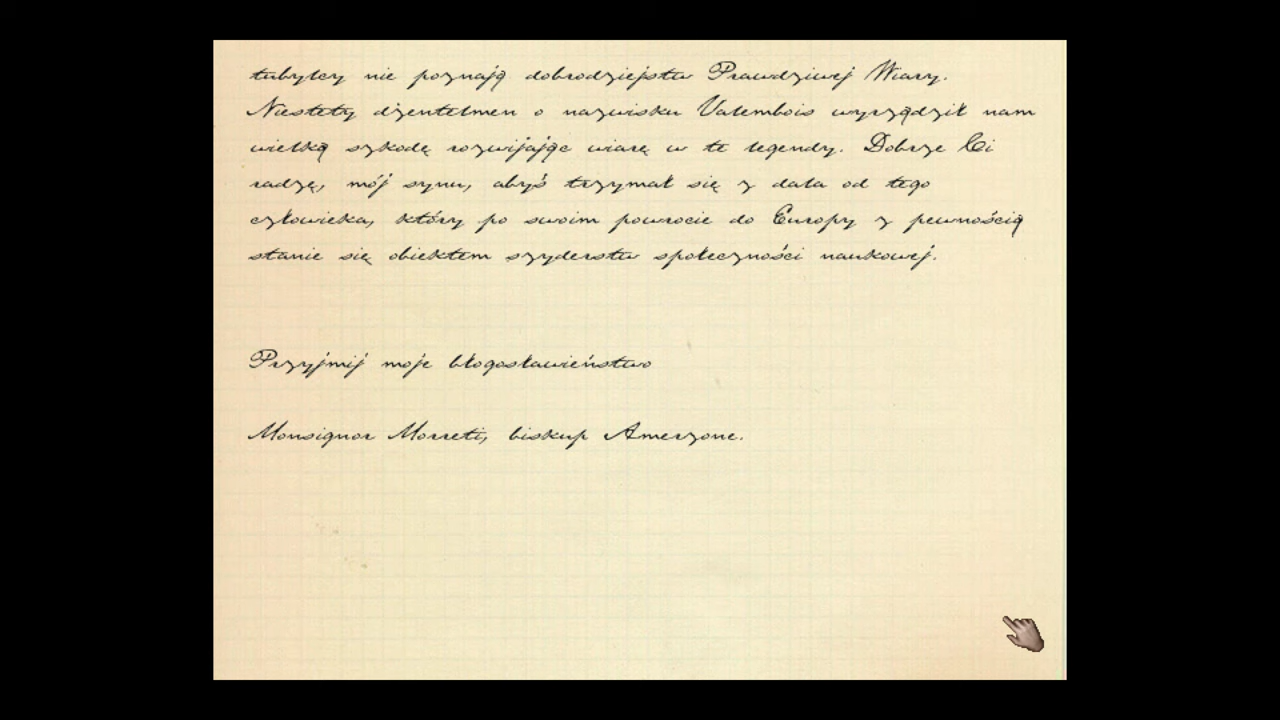 tubylcy nie poznają dobrodziejstw Prawdziwej Wiary.
Niestety dżentelmen o nazwisku Valembois wyrządził nam
wielką szkodę rozwijając wiarę w te legendy. Dobrze Ci
radzę, mój synu, abyś trzymał się z dala od tego
człowieka, który po swoim powrocie do Europy z pewnością
stanie się obiektem szyderstw społeczności naukowej.
Przyjmij moje błogosławieństwo
Monsignor Morreti, biskup Amerzone.